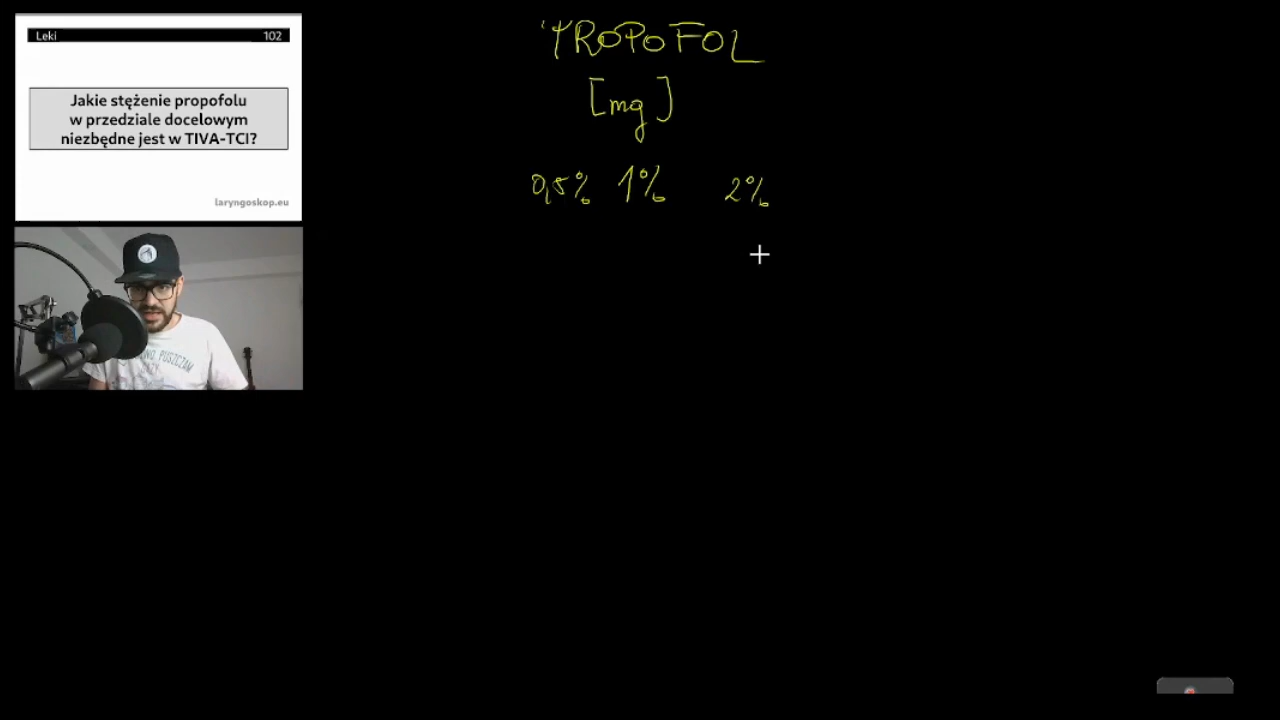 Leki 102
Jakie stężenie propofolu
w przedziale docelowym
niezbędne jest w TIVA-TCI?
laryngoskop.eu
PROPOFOL
[mg]
0,5% 1% 2%
PUSZCZAM